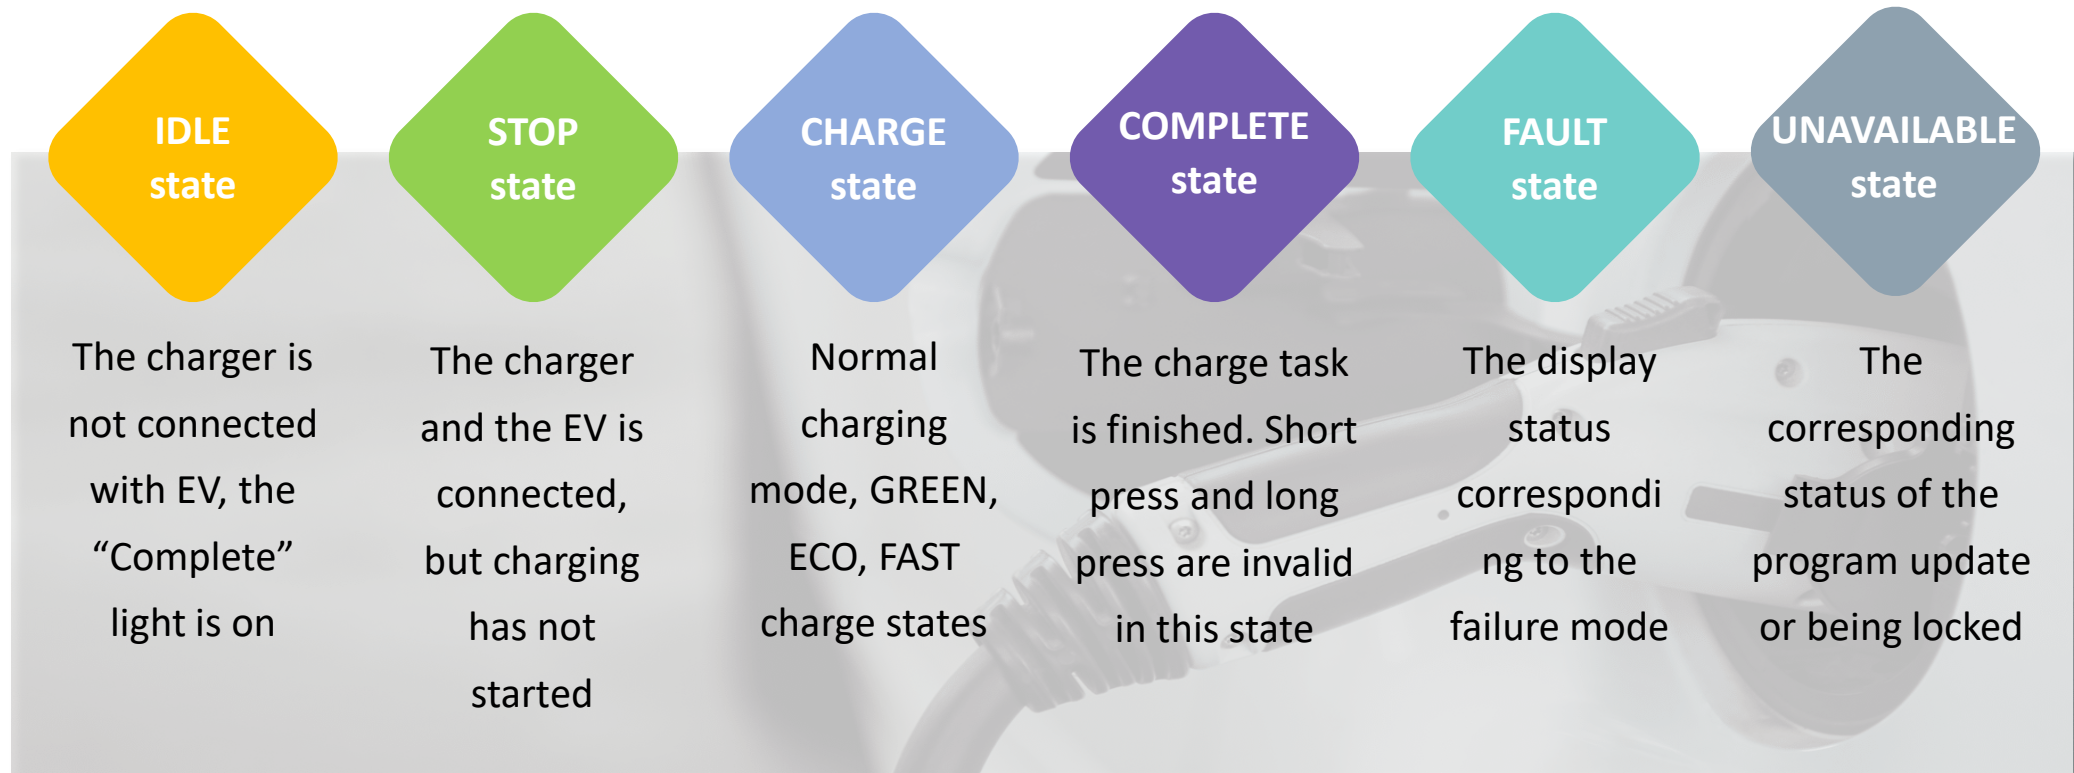 IDLE
state
The charger is
not connected
with EV, the
“Complete”
light is on
STOP
state
The charger
and the EV is
connected,
but charging
has not
started
CHARGE
state
Normal
charging
mode, GREEN,
ECO, FAST
charge states
COMPLETE
state
The charge task
is finished. Short
press and long
press are invalid
in this state
FAULT
state
The display
status
correspondi
ng to the
failure mode
UNAVAILABLE
state
The
corresponding
status of the
program update
or being locked